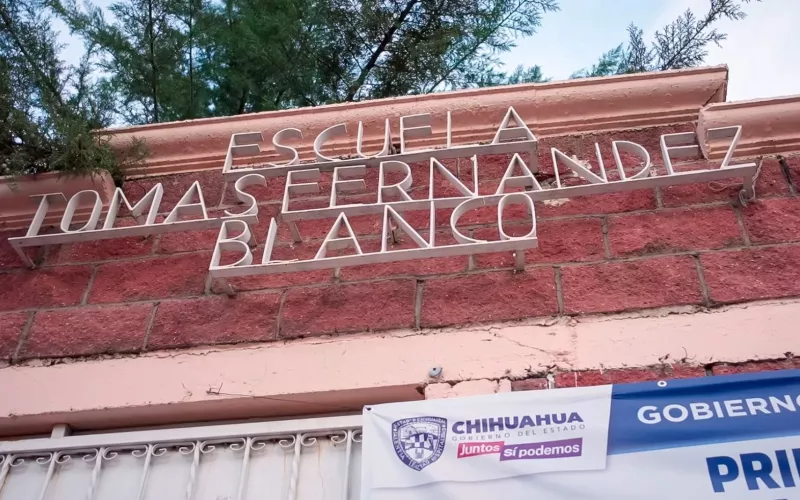 ESCUELA
TOMAS FERNANDEZ
BLANCO
CHIHUAHUA
GOBIERNO DEL ESTADO
Juntos sí podemos
GOBIERNO
PRI